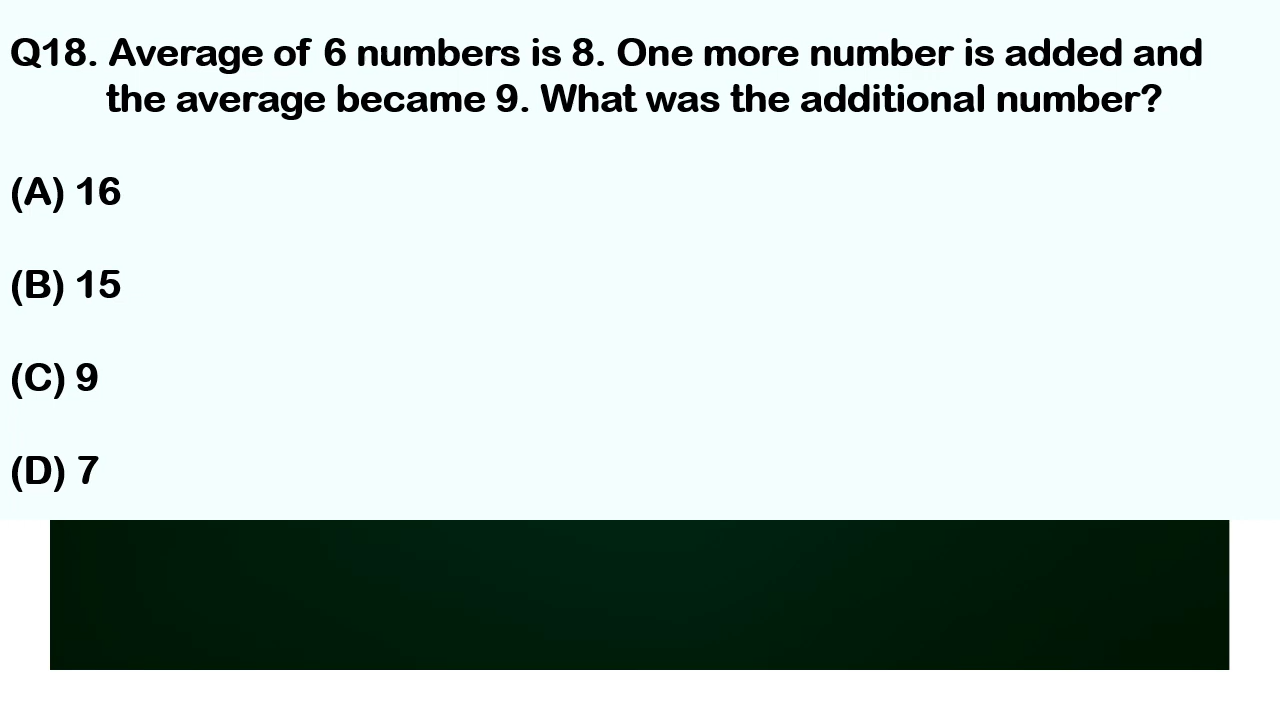 Q18. Average of 6 numbers is 8. One more number is added and
the average became 9. What was the additional number?
(A) 16
(B) 15
(C) 9
(D) 7